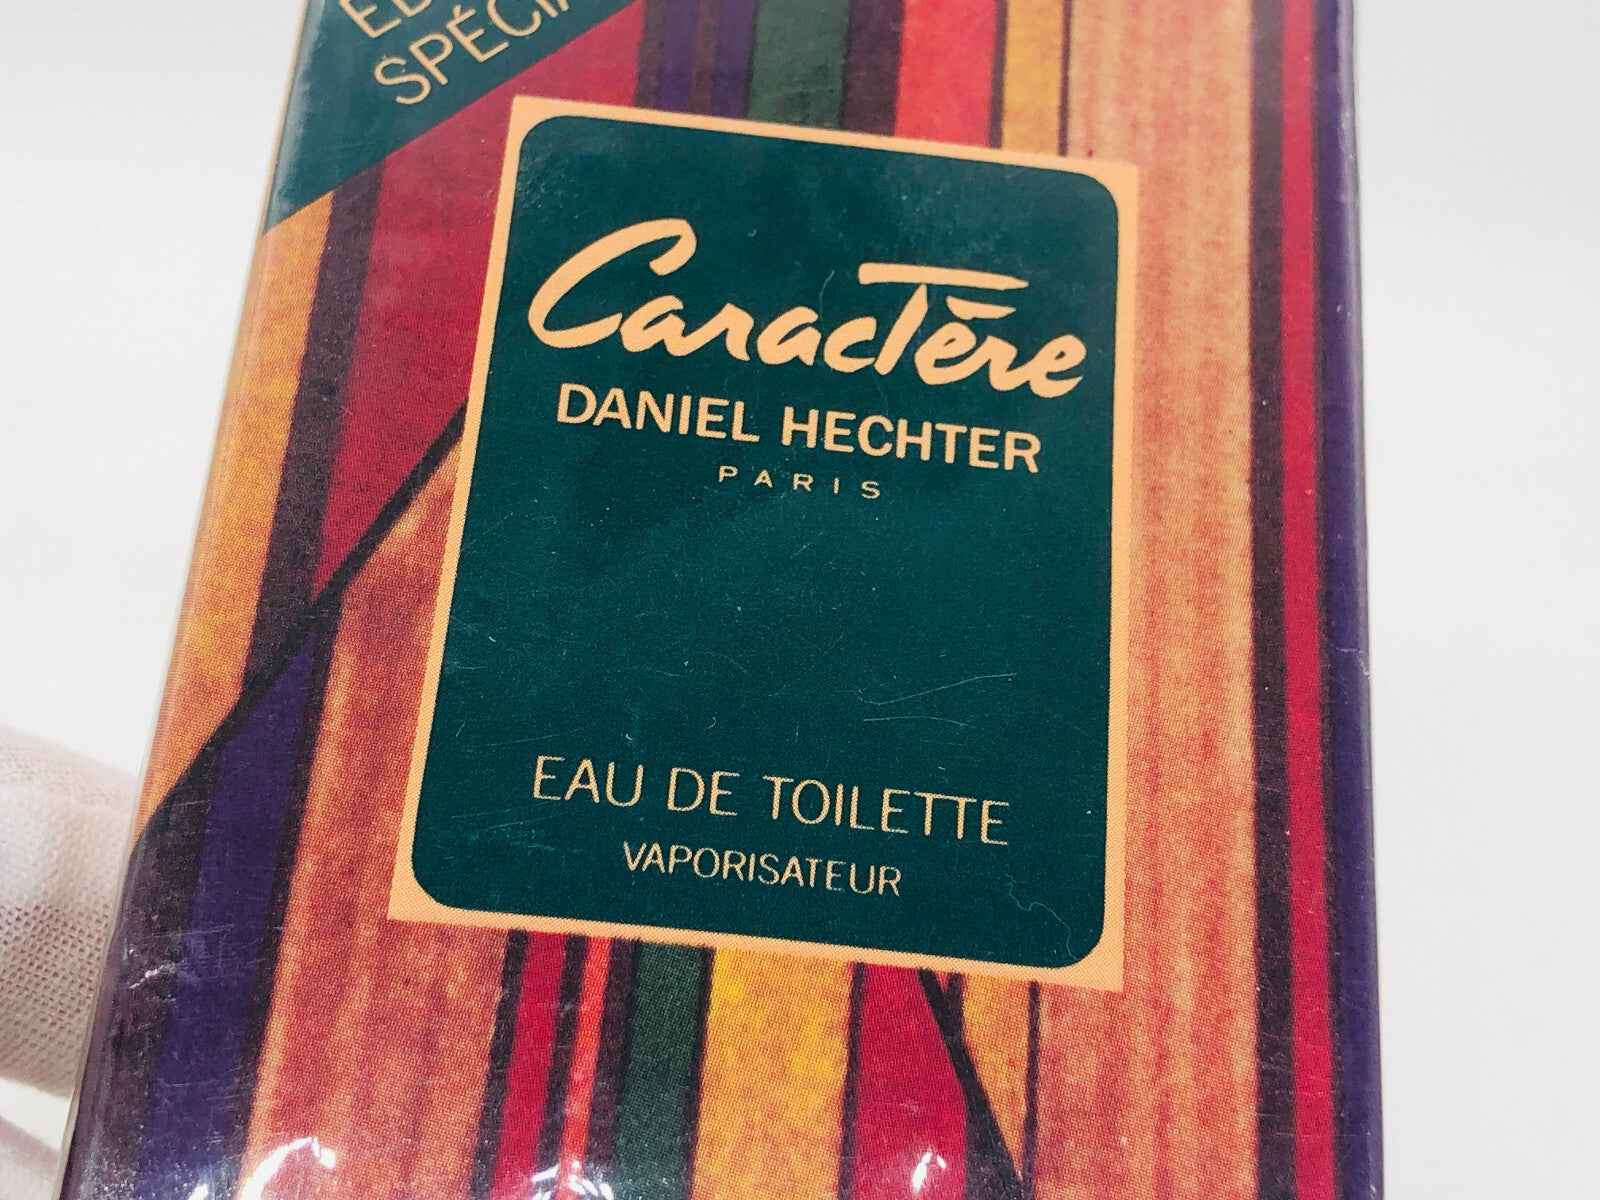 Caractère
DANIEL HECHTER
PARIS
EAU DE TOILETTE
VAPORISATEUR